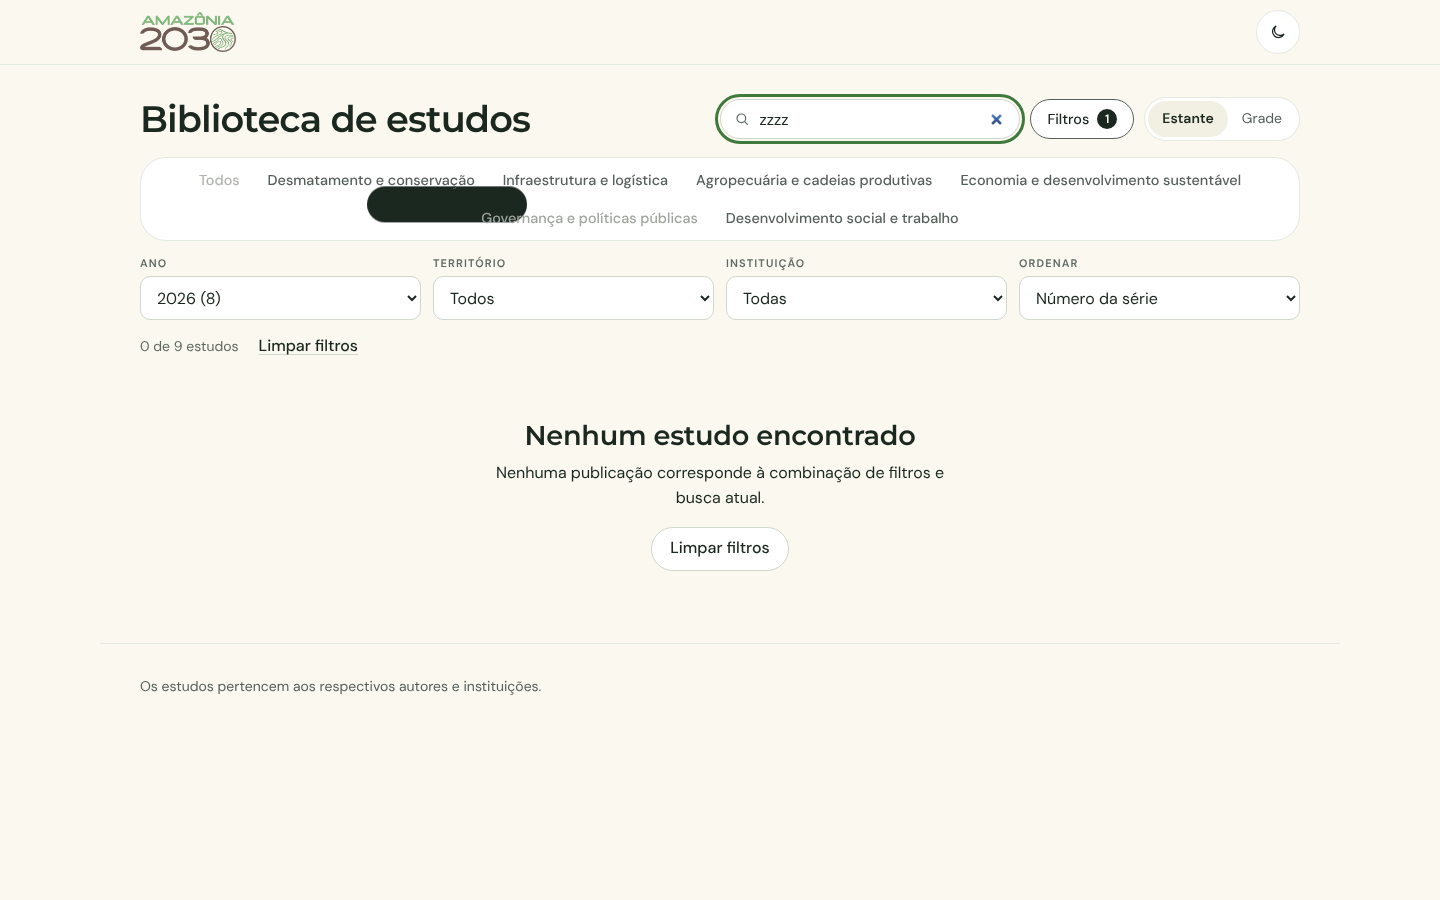 AMAZÔNIA
2030
Biblioteca de estudos
zzzz
Filtros 1
Estante Grade
Todos Desmatamento e conservação Infraestrutura e logística Agropecuária e cadeias produtivas Economia e desenvolvimento sustentável
Governança e políticas públicas Desenvolvimento social e trabalho
ANO TERRITÓRIO INSTITUIÇÃO ORDENAR
2026 (8) Todos Todas Número da série
0 de 9 estudos Limpar filtros
Nenhum estudo encontrado
Nenhuma publicação corresponde à combinação de filtros e
busca atual.
Limpar filtros
Os estudos pertencem aos respectivos autores e instituições.